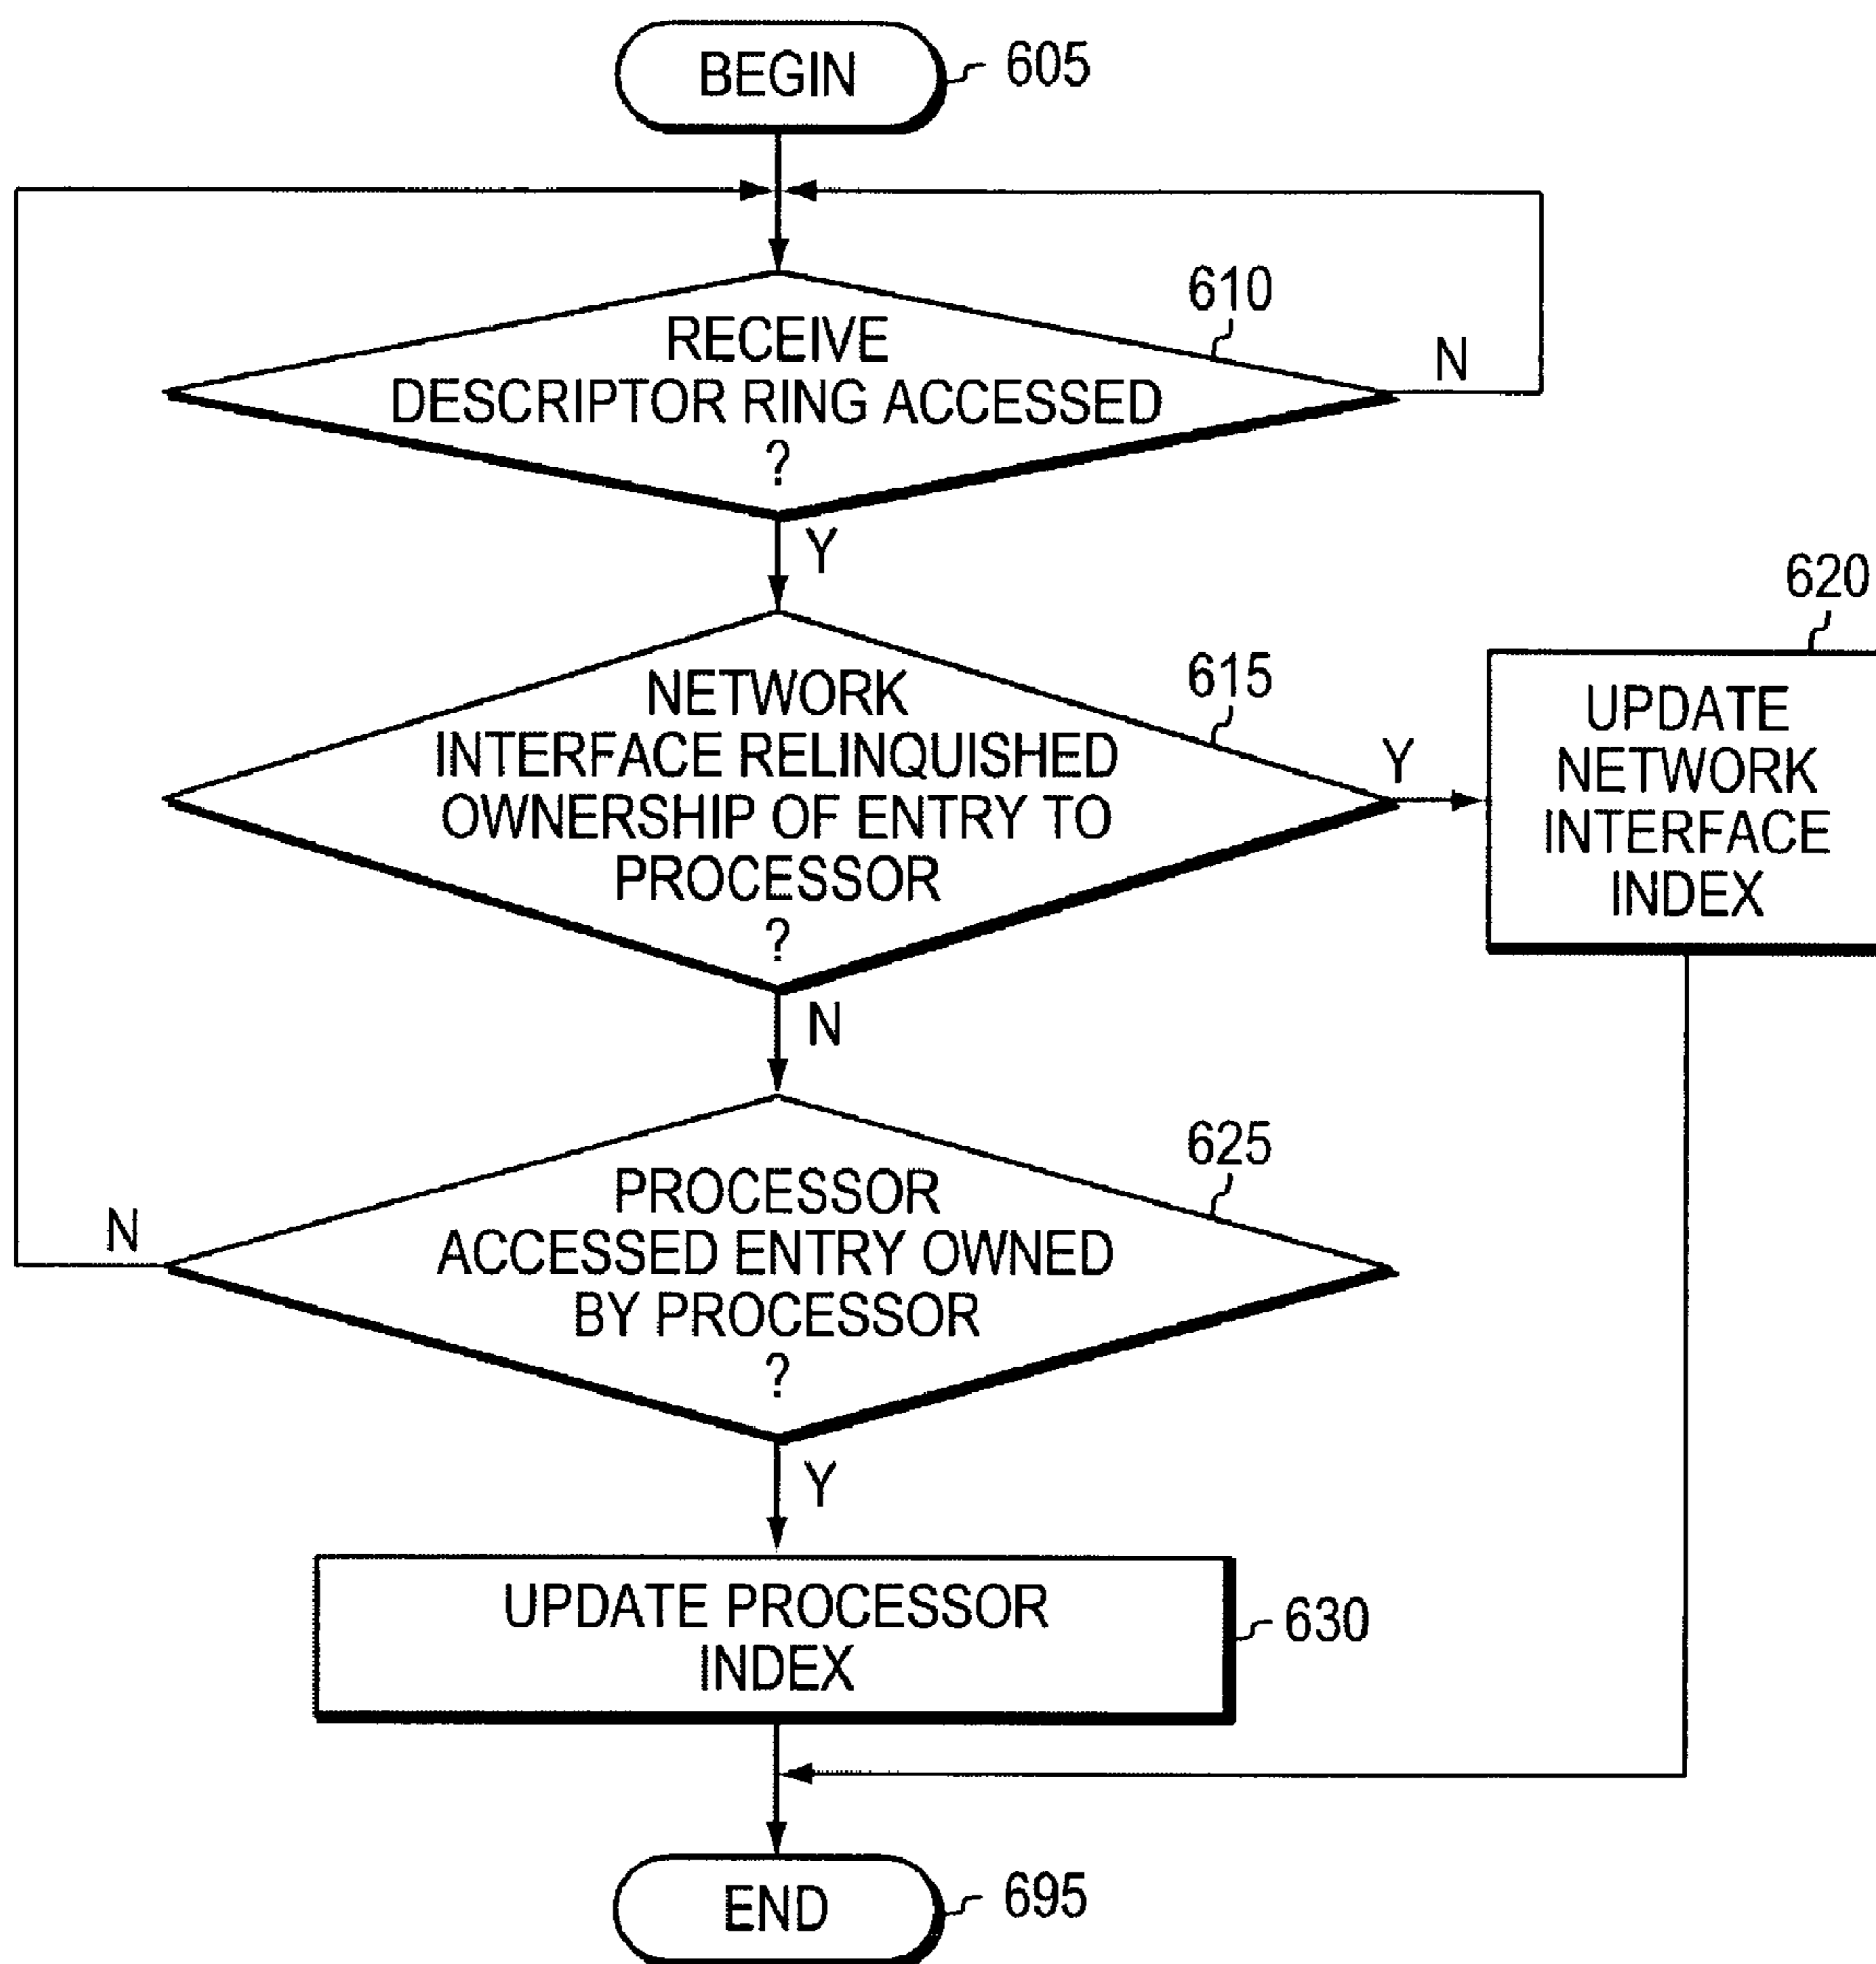 BEGIN
605
610
RECEIVE
DESCRIPTOR RING ACCESSED
?
N
Y
615
NETWORK
INTERFACE RELINQUISHED
OWNERSHIP OF ENTRY TO
PROCESSOR
?
Y
620
UPDATE
NETWORK
INTERFACE
INDEX
N
625
PROCESSOR
ACCESSED ENTRY OWNED
BY PROCESSOR
?
N
Y
UPDATE PROCESSOR
INDEX
630
END
695